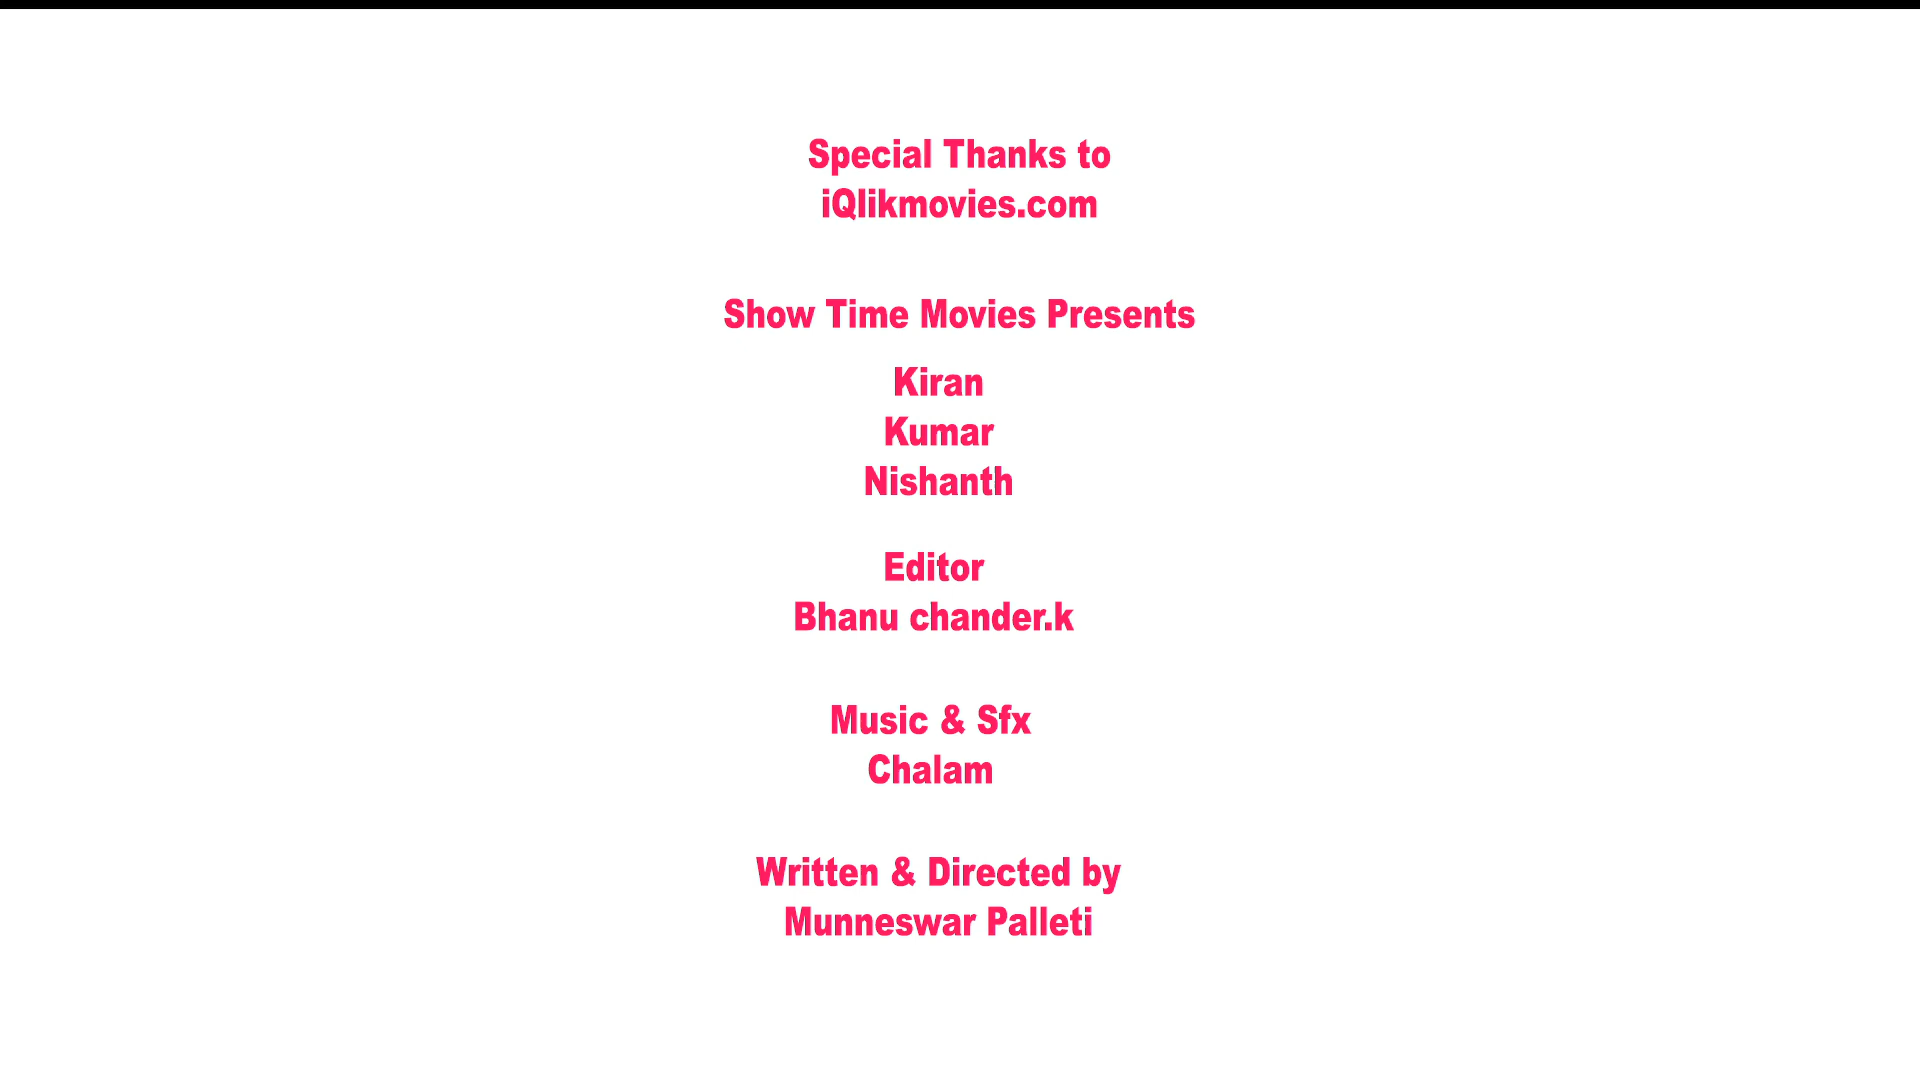 Special Thanks to
iQlikmovies.com
Show Time Movies Presents
Kiran
Kumar
Nishanth
Editor
Bhanu chander.k
Music & Sfx
Chalam
Written & Directed by
Munneswar Palleti